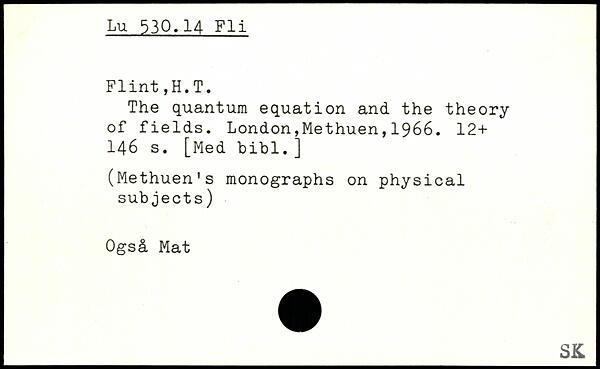 Lu 530.14 Fli
Flint,H.T.
The quantum equation and the theory
of fields. London,Methuen,1966. 12+
146 s. [Med bibl.]
(Methuen's monographs on physical
subjects)
Også Mat
SK